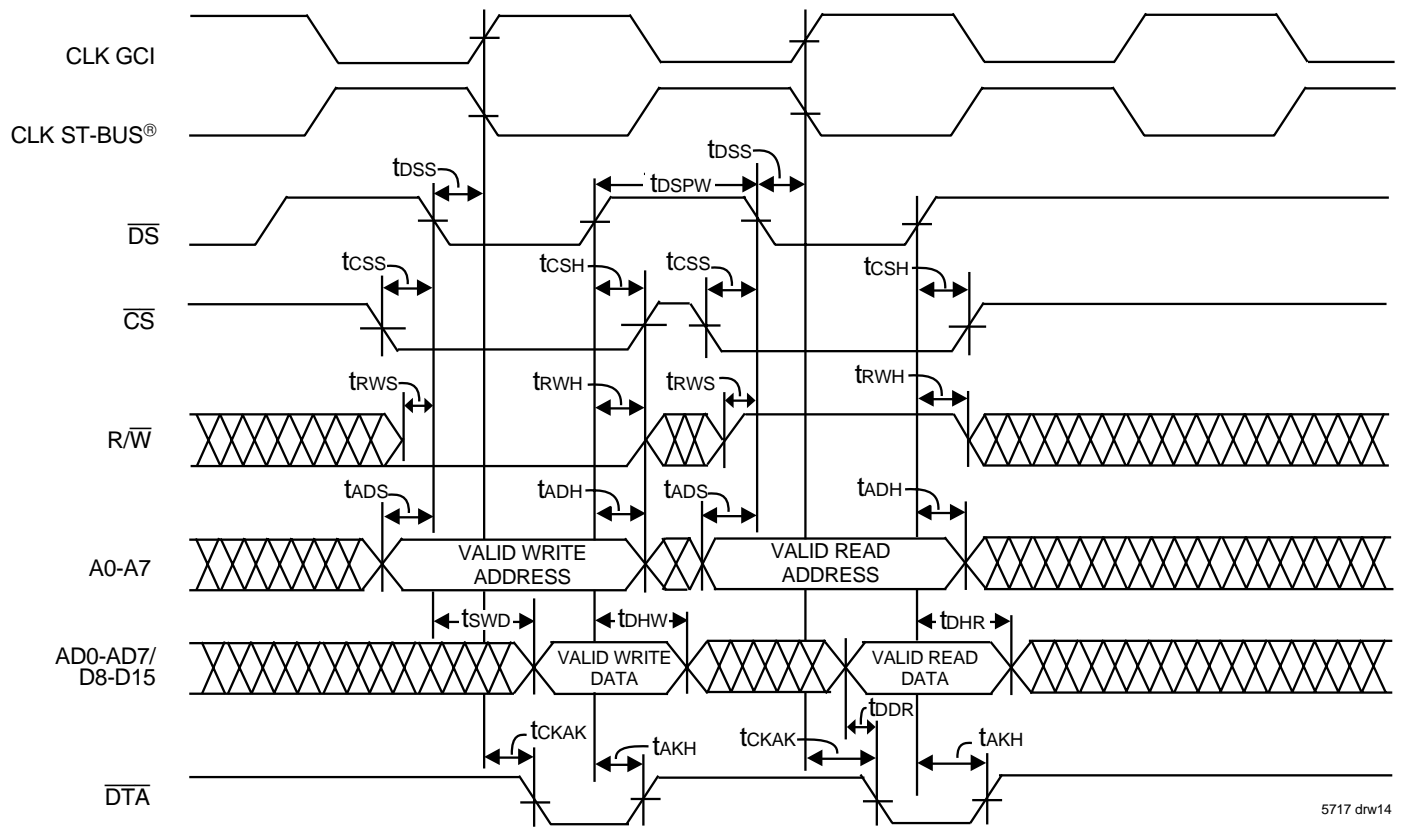 CLK GCI
CLK ST-BUS®
tDSS
tDSS
tDSPW
DS
tCSS
tCSH
tCSS
tCSH
CS
tRWS
tRWH
tRWS
tRWH
R/W
tADS
tADH
tADS
tADH
A0-A7
VALID WRITE
ADDRESS
VALID READ
ADDRESS
tSWD
tDHW
tDHR
AD0-AD7/
D8-D15
VALID WRITE
DATA
VALID READ
DATA
tDDR
tCKAK
tAKH
tCKAK
tAKH
DTA
5717 drw14